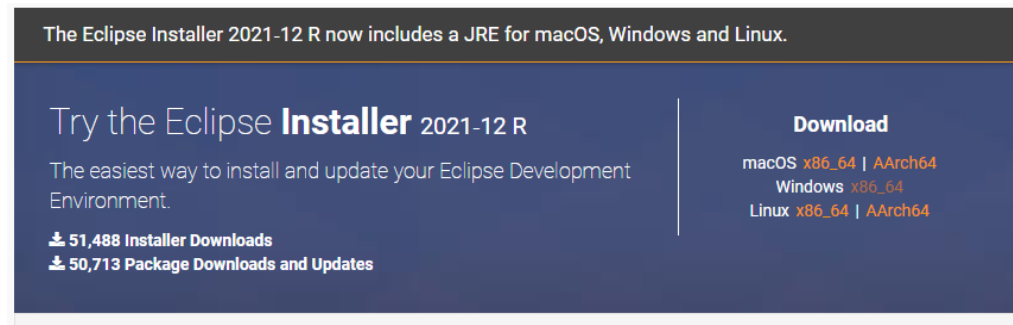 The Eclipse Installer 2021-12 R now includes a JRE for macOS, Windows and Linux.
Try the Eclipse Installer 2021-12 R
The easiest way to install and update your Eclipse Development
Environment.
51,488 Installer Downloads
50,713 Package Downloads and Updates
Download
macOS x86_64 | AArch64
Windows x86_64
Linux x86_64 | AArch64